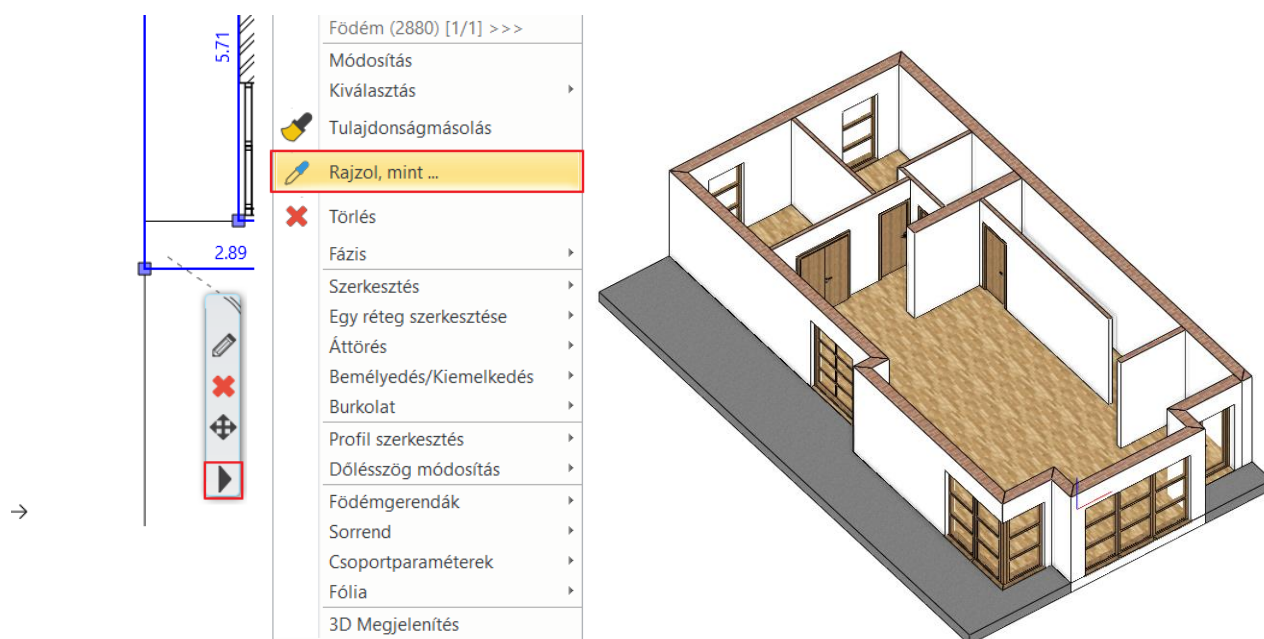 5.71
2.89
→
Födém (2880) [1/1] >>>
Módosítás
Kiválasztás
Tulajdonságmásolás
Rajzol, mint ...
Törlés
Fázis
Szerkesztés
Egy réteg szerkesztése
Áttörés
Bemélyedés/Kiemelkedés
Burkolat
Profil szerkesztés
Dőlésszög módosítás
Födémgerendák
Sorrend
Csoportparaméterek
Fólia
3D Megjelenítés